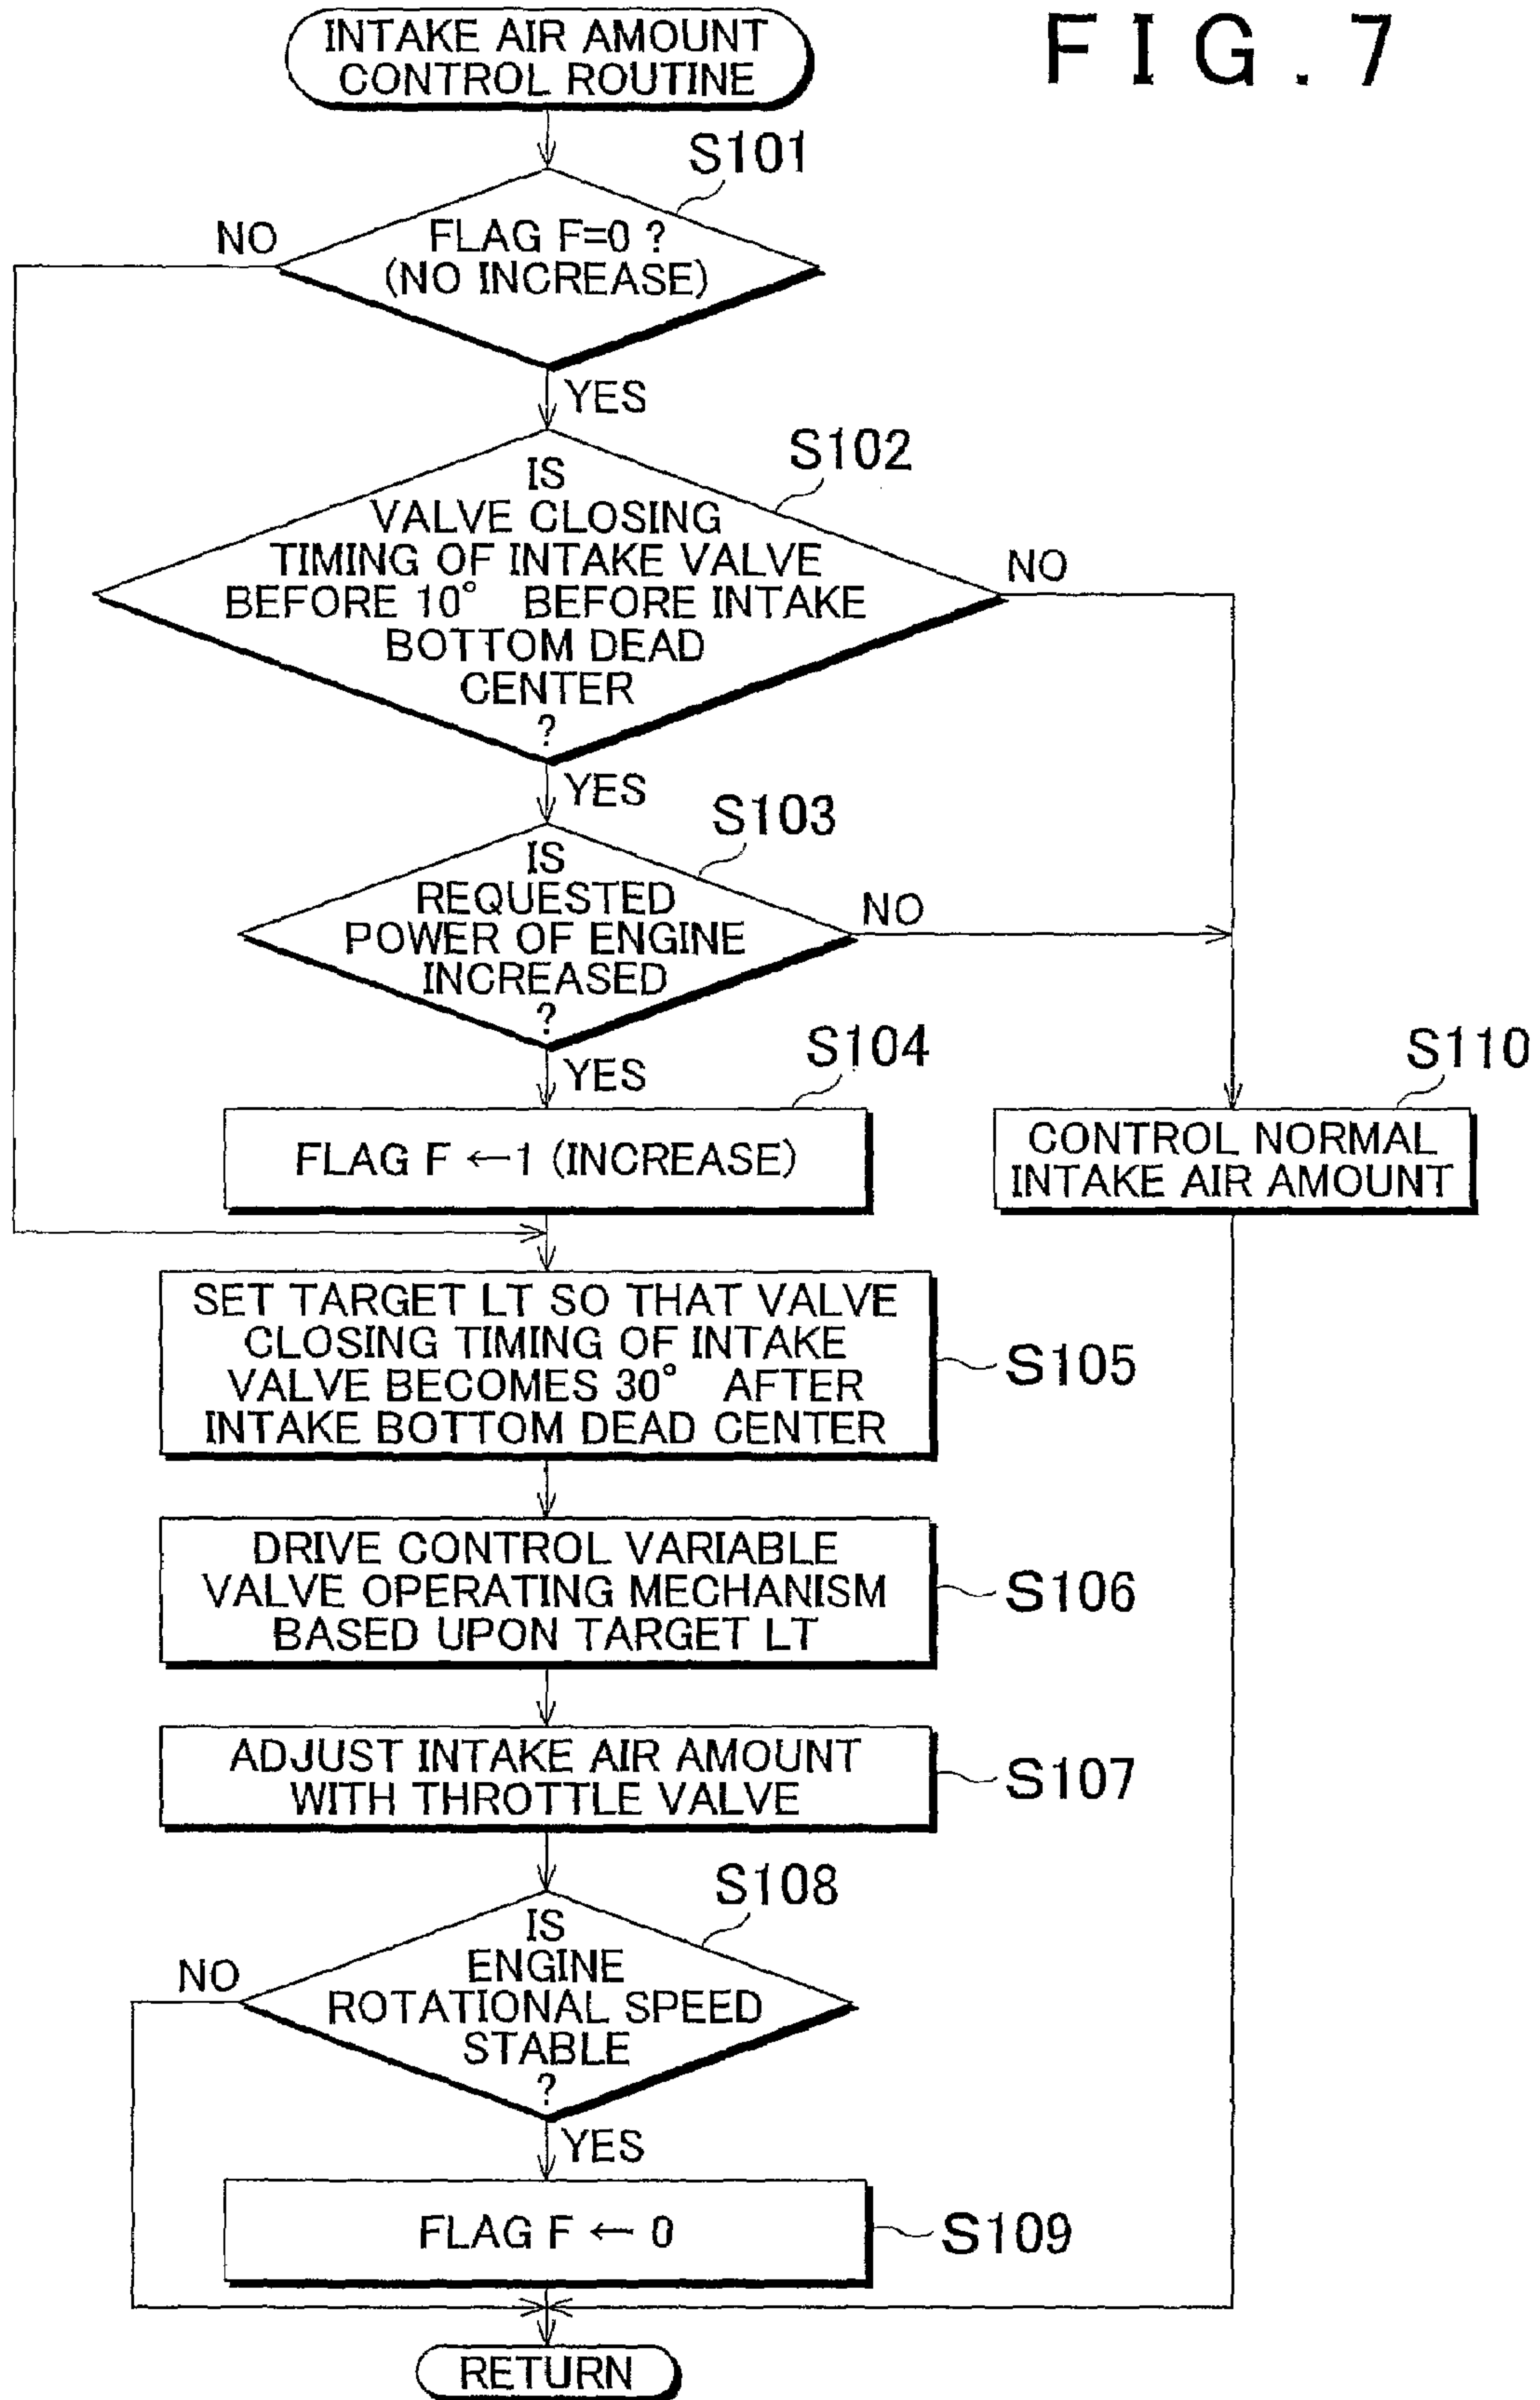 FIG. 7
INTAKE AIR AMOUNT
CONTROL ROUTINE
S101
FLAG F=0 ?
(NO INCREASE)
NO
YES
S102
IS
VALVE CLOSING
TIMING OF INTAKE VALVE
BEFORE 10° BEFORE INTAKE
BOTTOM DEAD
CENTER
?
NO
YES
S103
IS
REQUESTED
POWER OF ENGINE
INCREASED
?
NO
YES
S104
FLAG F ←1 (INCREASE)
S110
CONTROL NORMAL
INTAKE AIR AMOUNT
SET TARGET LT SO THAT VALVE
CLOSING TIMING OF INTAKE
VALVE BECOMES 30° AFTER
INTAKE BOTTOM DEAD CENTER
S105
DRIVE CONTROL VARIABLE
VALVE OPERATING MECHANISM
BASED UPON TARGET LT
S106
ADJUST INTAKE AIR AMOUNT
WITH THROTTLE VALVE
S107
S108
IS
ENGINE
ROTATIONAL SPEED
STABLE
?
NO
YES
FLAG F ← 0
S109
RETURN